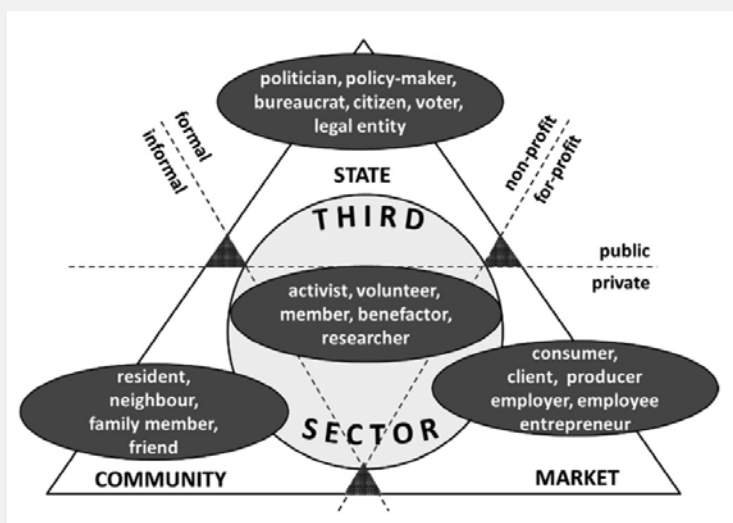 politician, policy-maker,
bureaucrat, citizen, voter,
legal entity
formal
informal
non-profit
for-profit
STATE
THIRD
public
private
activist, volunteer,
member, benefactor,
researcher
resident,
neighbour,
family member,
friend
consumer,
client, producer
employer, employee
entrepreneur
SECTOR
COMMUNITY
MARKET